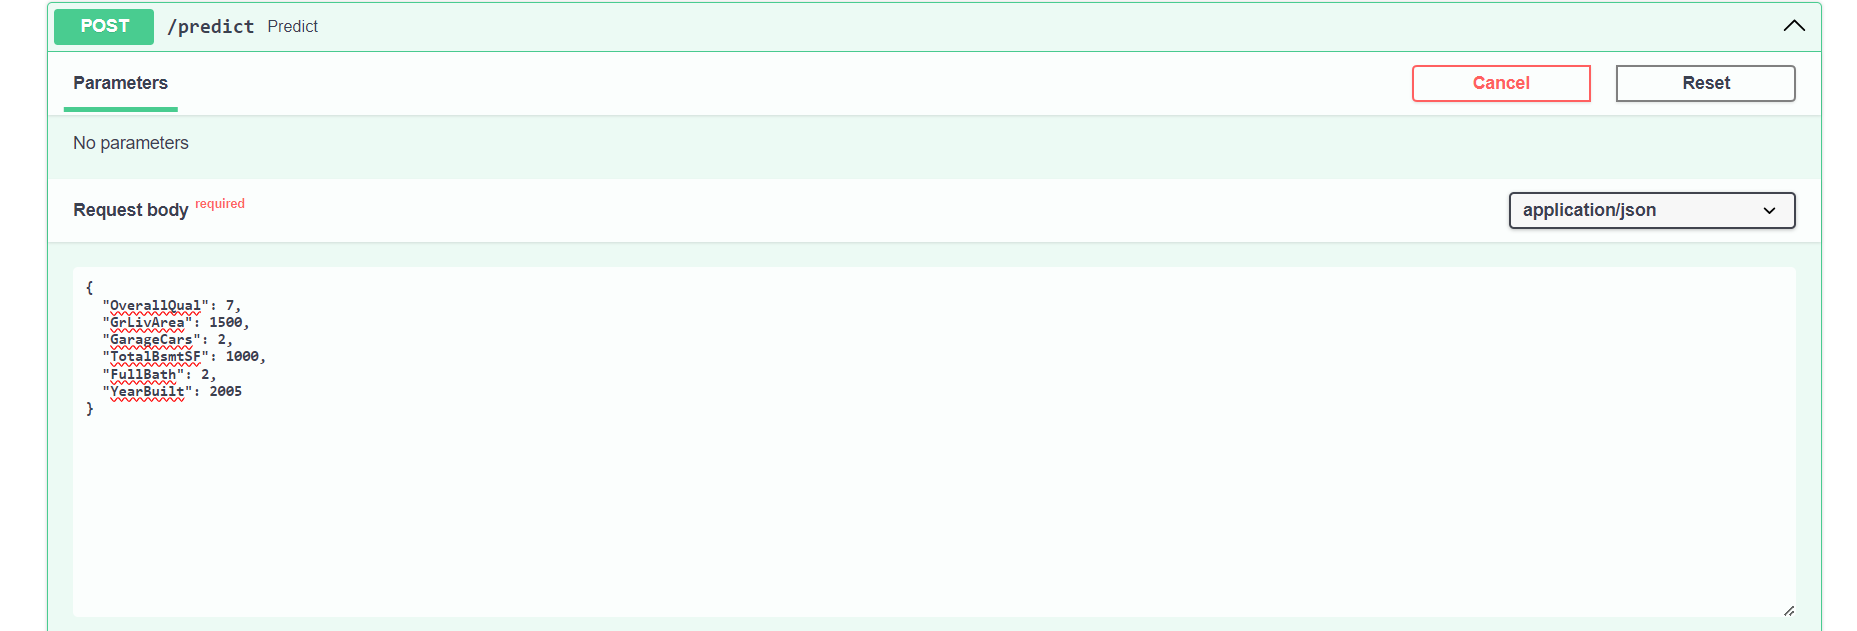 POST /predict Predict
Parameters
Cancel
Reset
No parameters
Request body required
application/json
{
  "OverallQual": 7,
  "GrLivArea": 1500,
  "GarageCars": 2,
  "TotalBsmtSF": 1000,
  "FullBath": 2,
  "YearBuilt": 2005
}